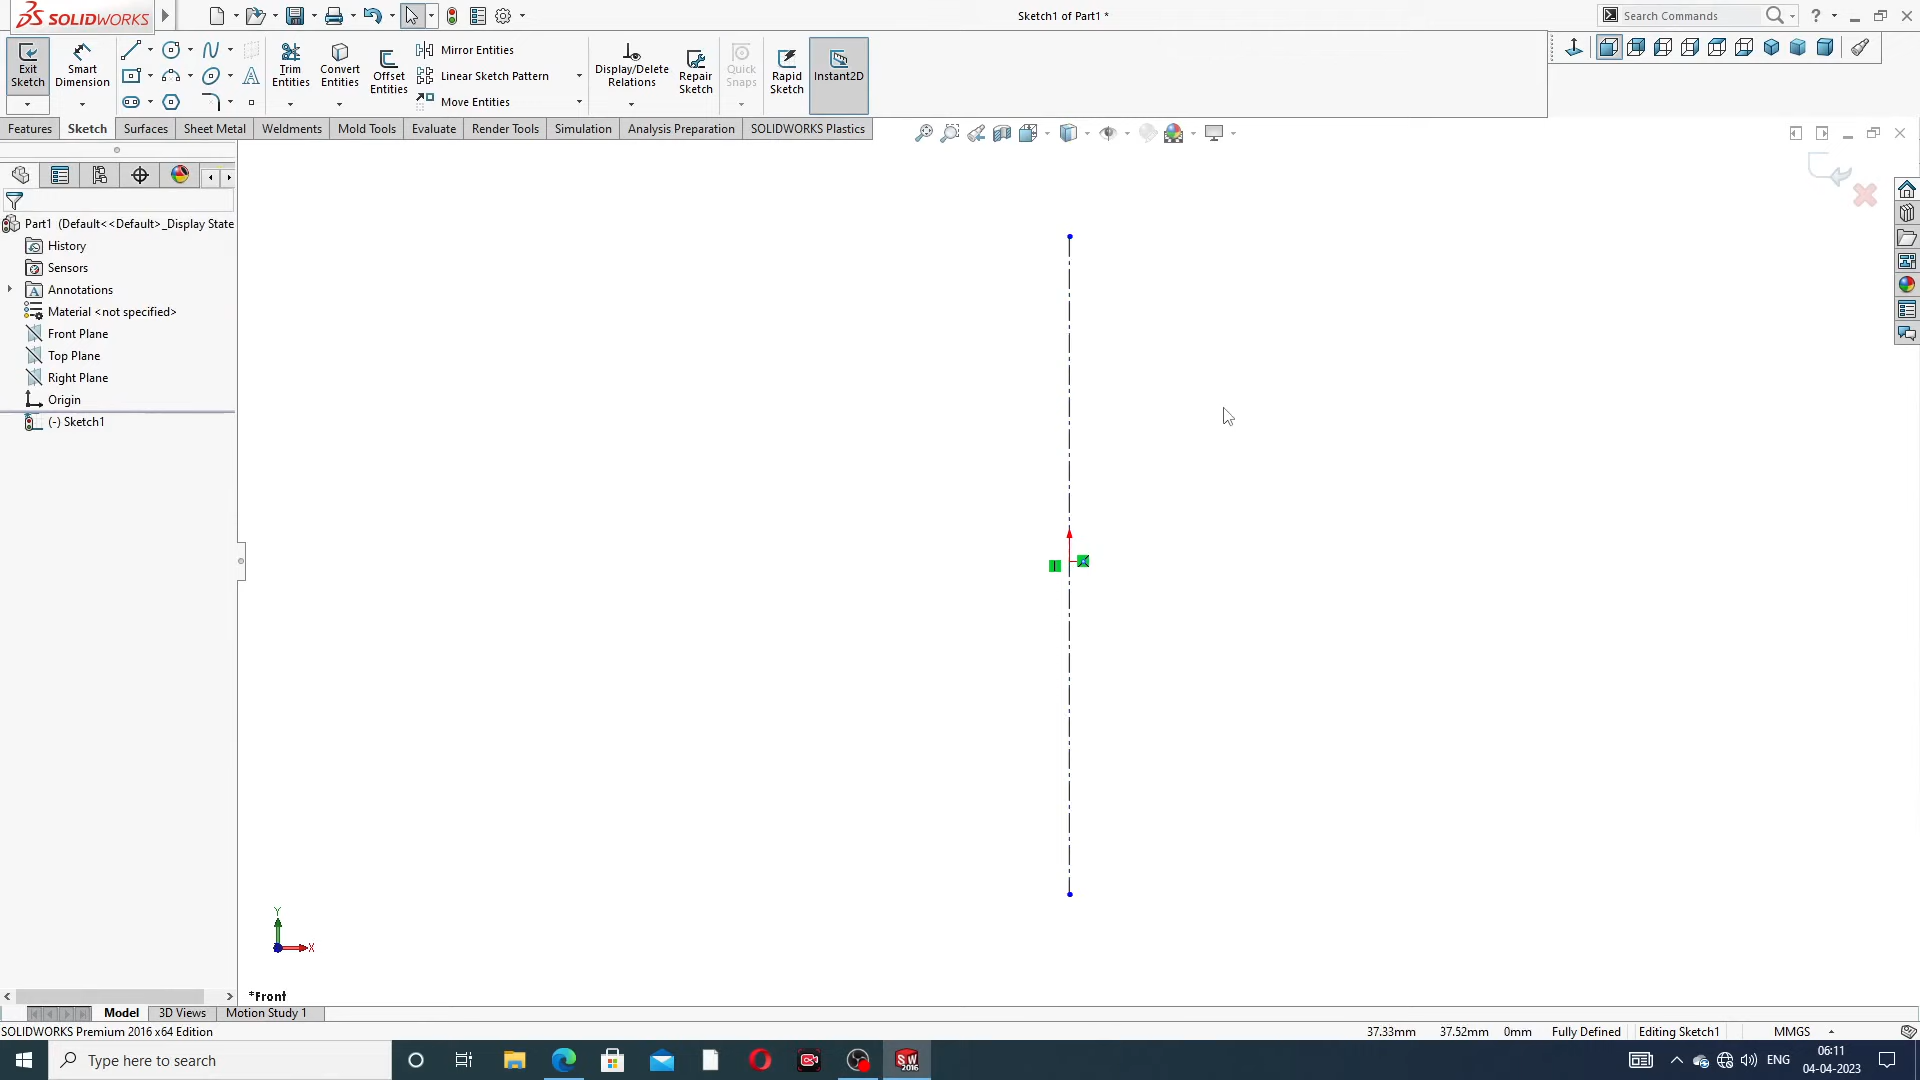 SOLIDWORKS
Sketch1 of Part1 *
Search Commands
?
Exit Sketch
Smart Dimension
Trim Entities
Convert Entities
Offset Entities
Mirror Entities
Linear Sketch Pattern
Move Entities
Display/Delete Relations
Repair Sketch
Quick Snaps
Rapid Sketch
Instant2D
Features
Sketch
Surfaces
Sheet Metal
Weldments
Mold Tools
Evaluate
Render Tools
Simulation
Analysis Preparation
SOLIDWORKS Plastics
Part1 (Default<<Default>_Display State
History
Sensors
Annotations
Material <not specified>
Front Plane
Top Plane
Right Plane
Origin
(-) Sketch1
Y
X
*Front
Model
3D Views
Motion Study 1
SOLIDWORKS Premium 2016 x64 Edition
37.33mm
37.52mm
0mm
Fully Defined
Editing Sketch1
MMGS
Type here to search
SW
2016
ENG
06:11
04-04-2023